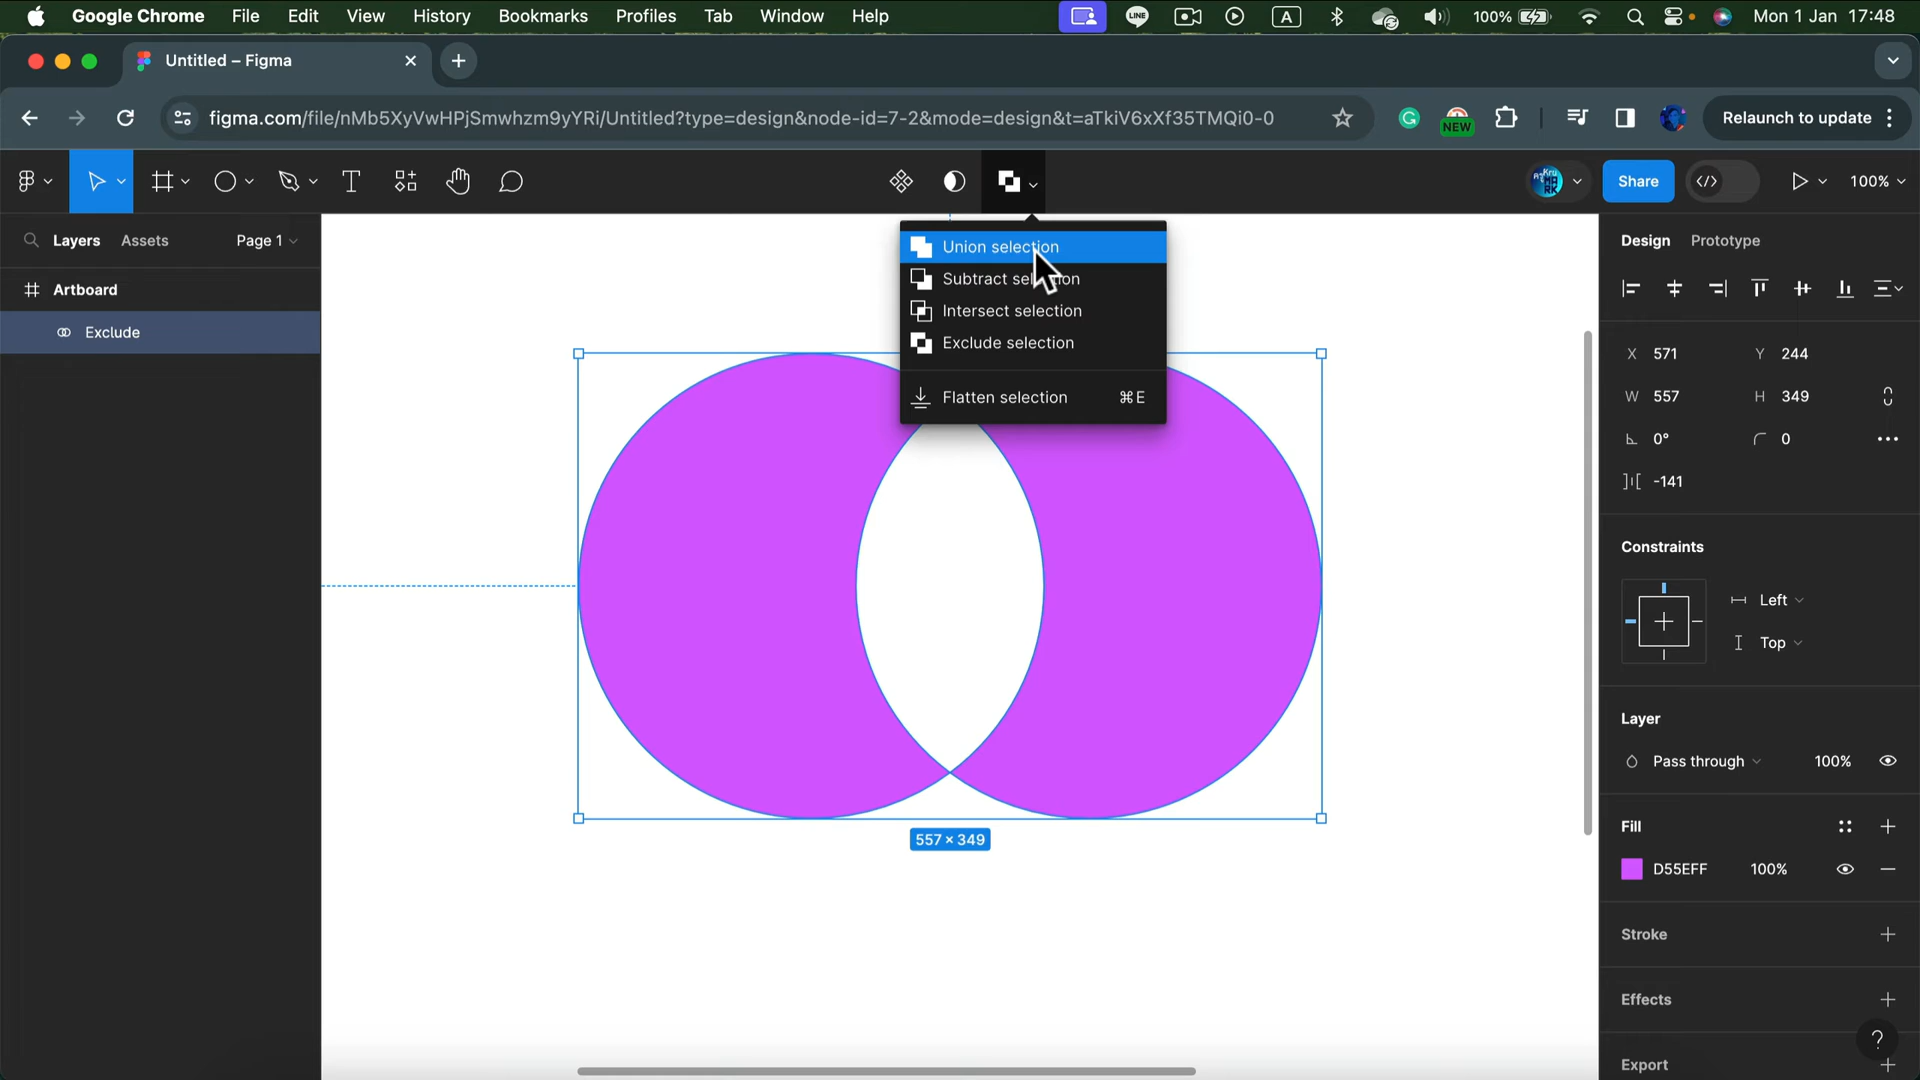 Google Chrome File Edit View History Bookmarks Profiles Tab Window Help LINE A 100% Mon 1 Jan 17:48
Untitled – Figma
figma.com/file/nMb5XyVwHPjSmwhzm9yYRi/Untitled?type=design&node-id=7-2&mode=design&t=aTkiV6xXf35TMQi0-0 G NEW Relaunch to update
T Share 100%
Layers Assets Page 1
Design Prototype
Union selection
Subtract selection
Intersect selection
Exclude selection
Flatten selection ⌘E
Artboard
Exclude
557 × 349
X 571 Y 244
W 557 H 349
0° 0
-141
Constraints
Left
Top
Layer
Pass through 100%
Fill
D55EFF 100%
Stroke
Effects
?
Export